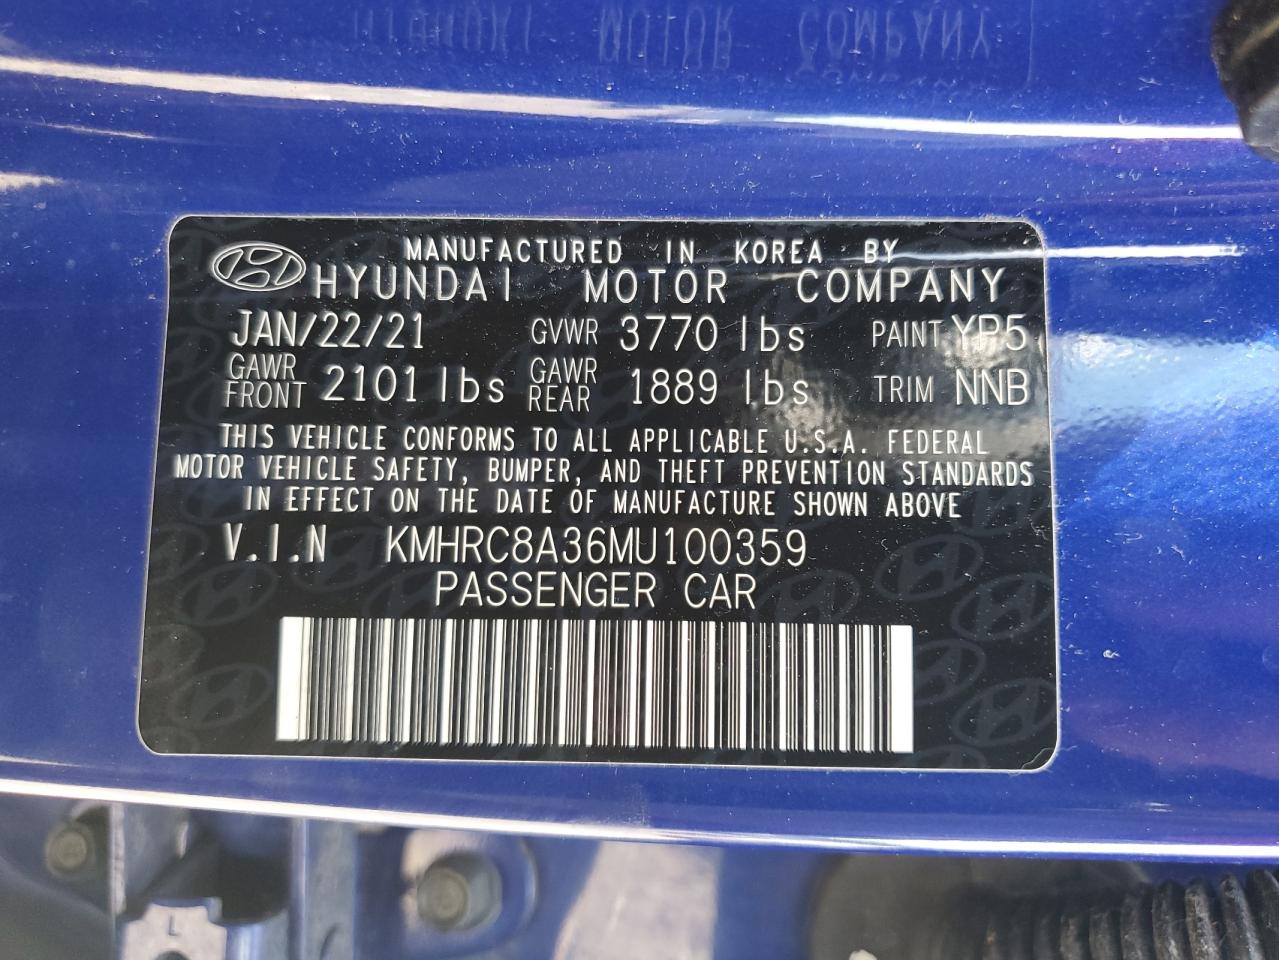 MANUFACTURED IN KOREA BY
HYUNDAI MOTOR COMPANY
JAN/22/21 GVWR 3770 lbs PAINT YP5
GAWR FRONT 2101 lbs GAWR REAR 1889 lbs TRIM NNB
THIS VEHICLE CONFORMS TO ALL APPLICABLE U.S.A. FEDERAL
MOTOR VEHICLE SAFETY, BUMPER, AND THEFT PREVENTION STANDARDS
IN EFFECT ON THE DATE OF MANUFACTURE SHOWN ABOVE
V.I.N KMHRC8A36MU100359
PASSENGER CAR
L